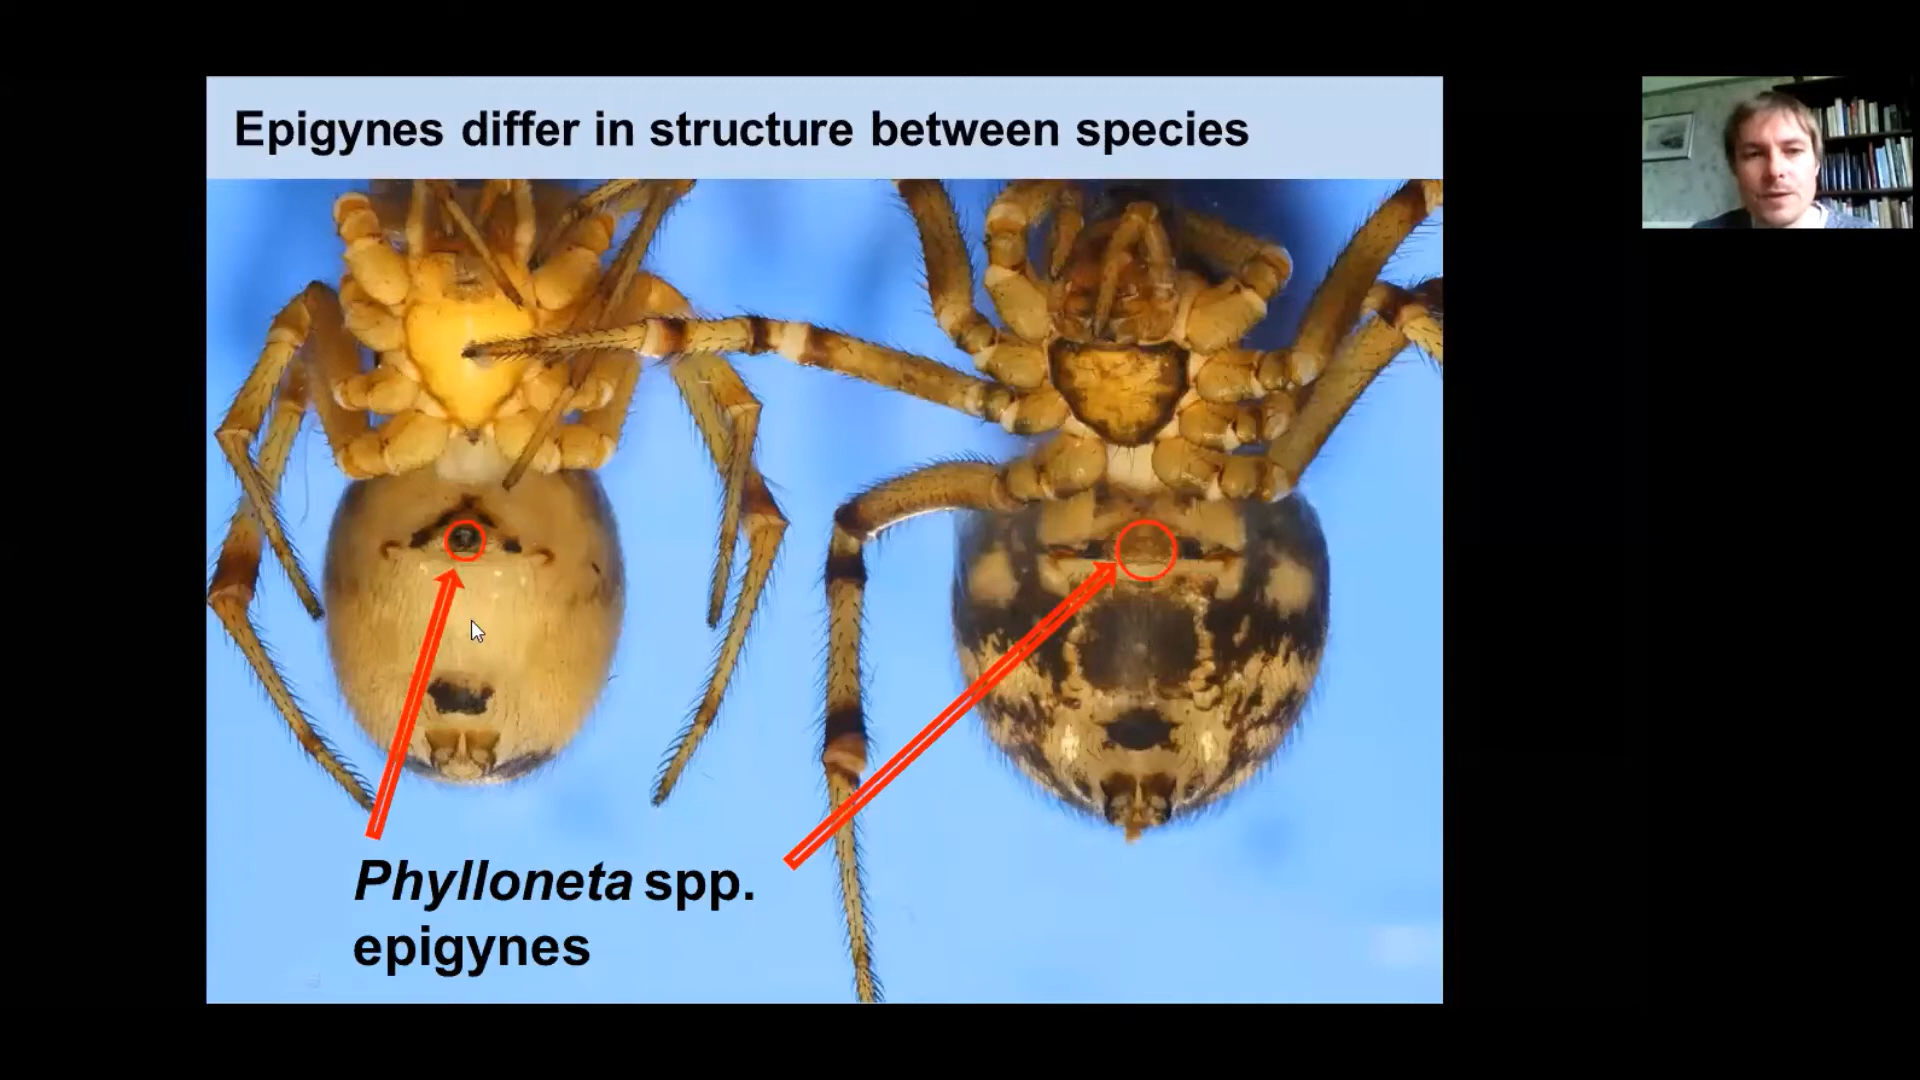 Epigynes differ in structure between species
Phylloneta spp.
epigynes